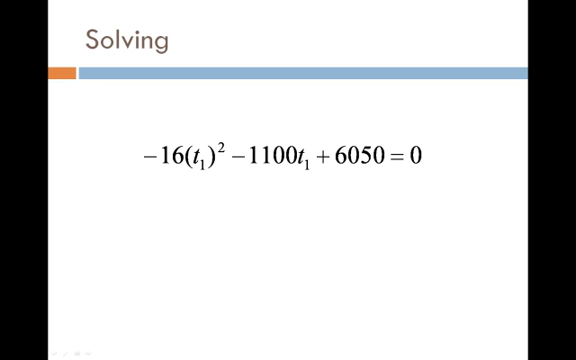 Solving
−16(t₁)² − 1100t₁ + 6050 = 0